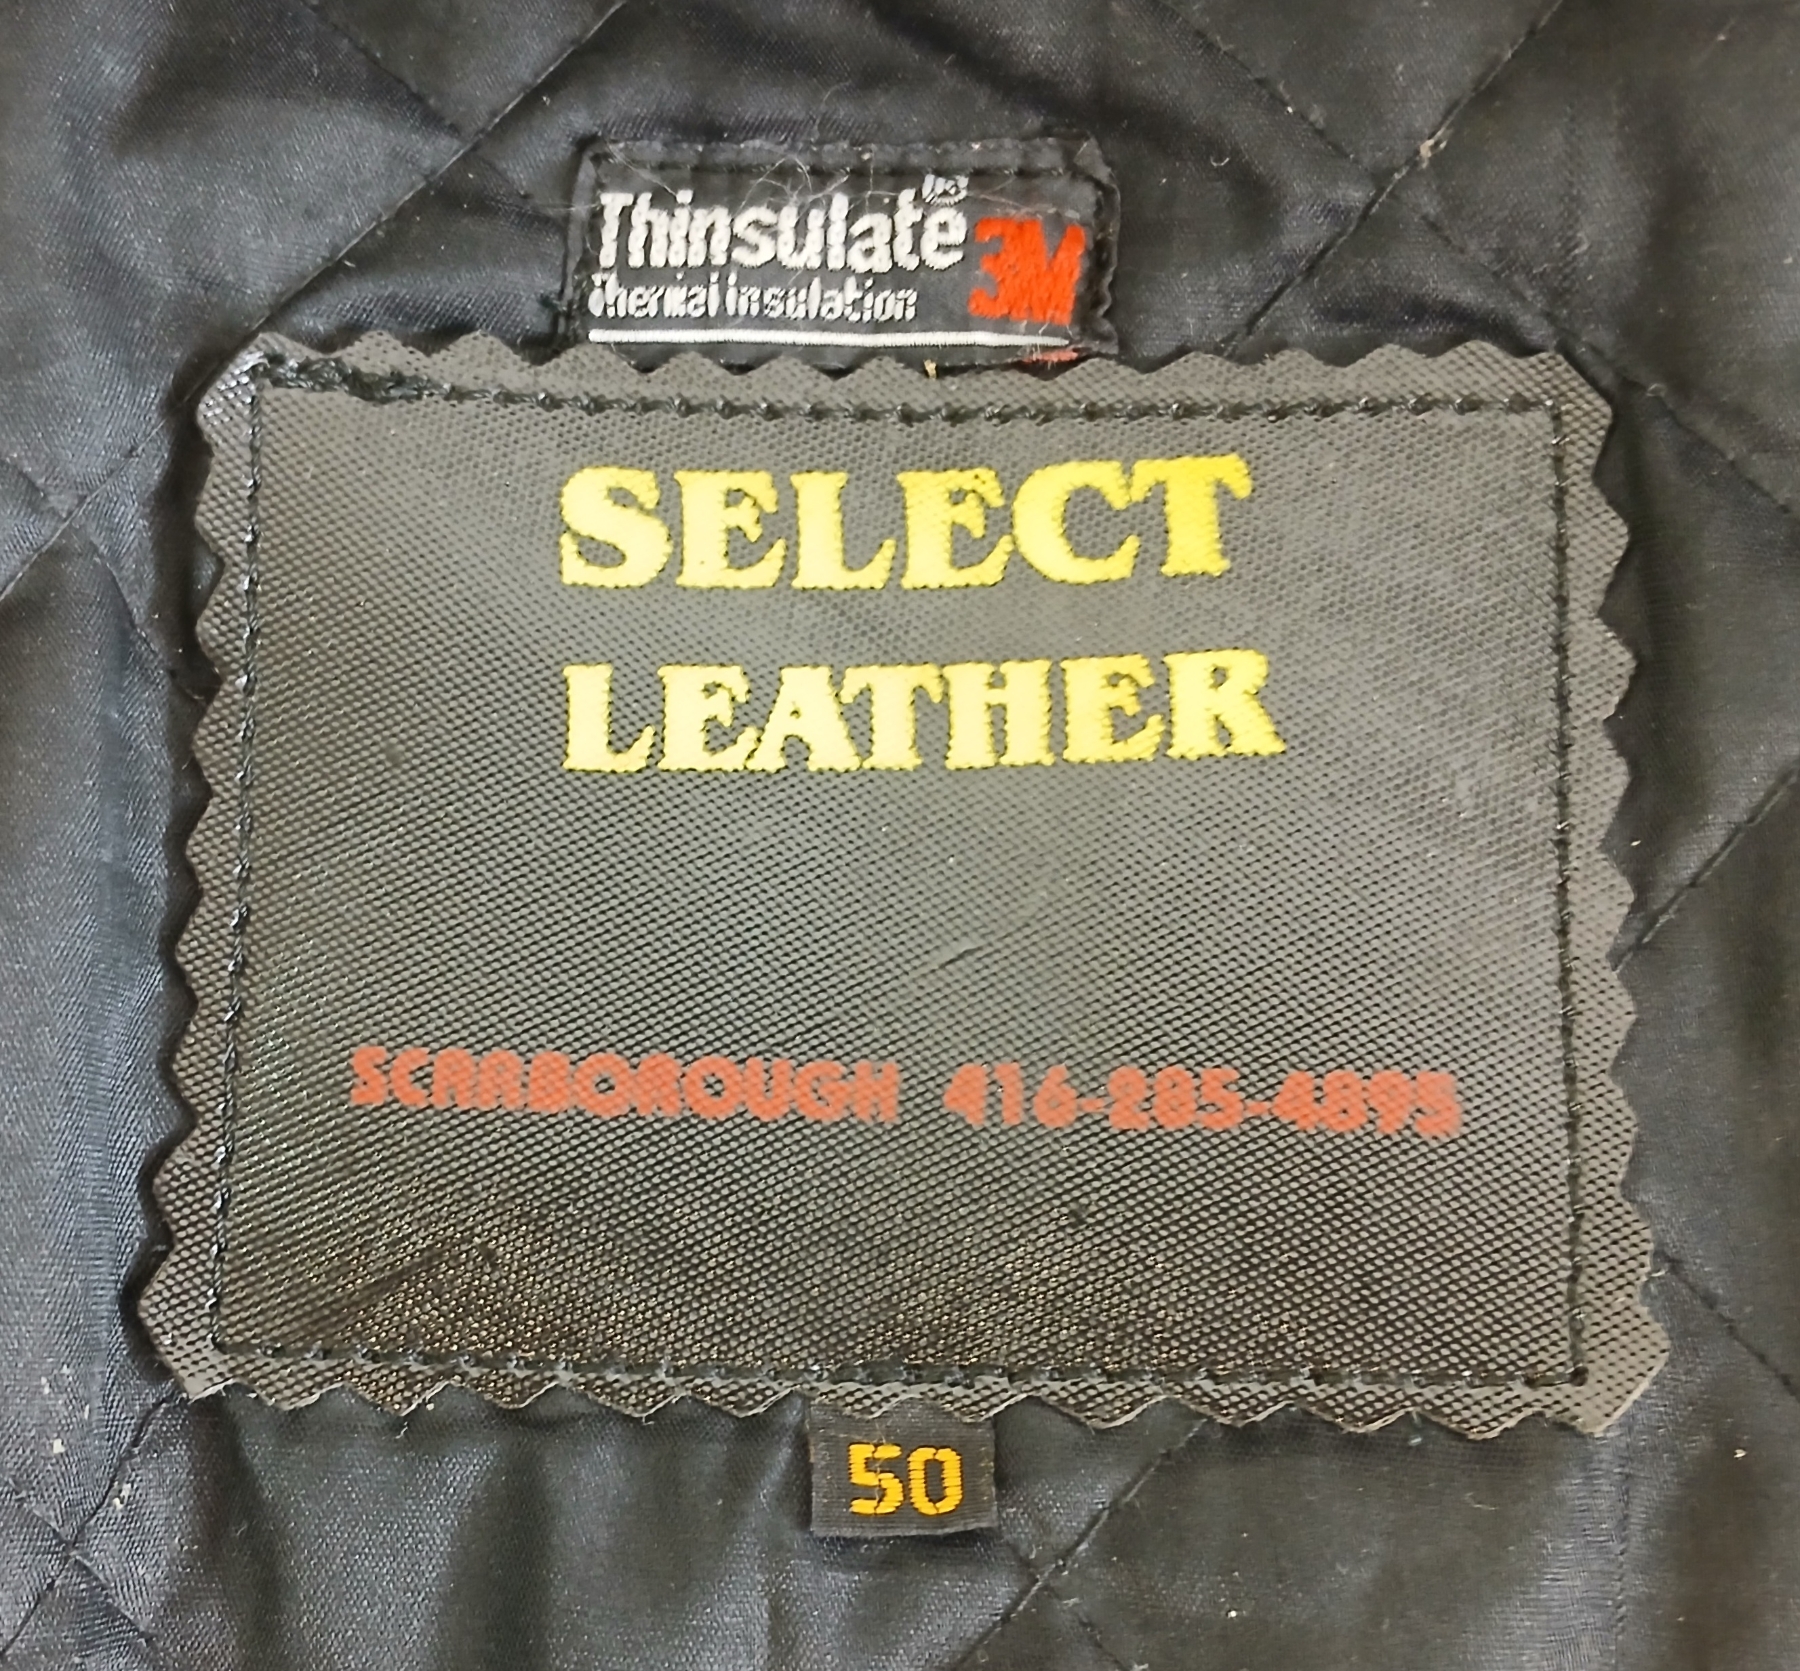 Thinsulate
Thermal Insulation
3M
SELECT
LEATHER
SCARBOROUGH 416-285-4895
50